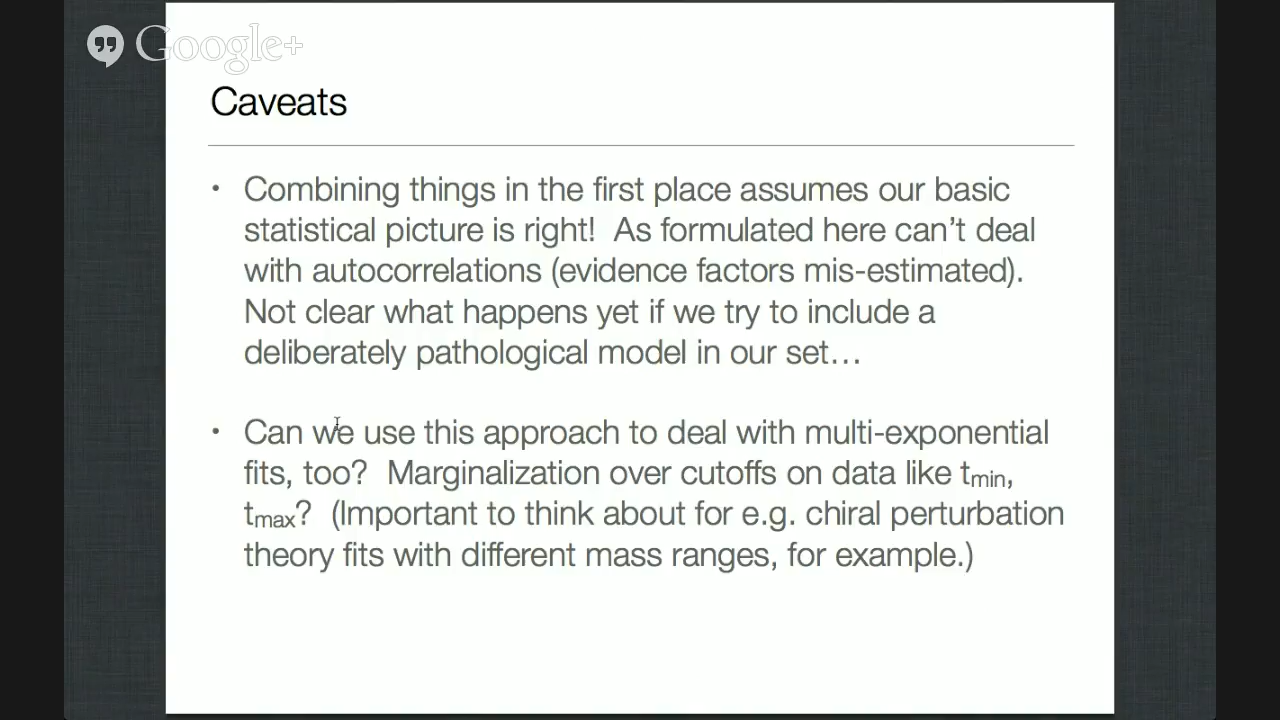 Google+
Caveats
• Combining things in the first place assumes our basic
statistical picture is right!  As formulated here can't deal
with autocorrelations (evidence factors mis-estimated).
Not clear what happens yet if we try to include a
deliberately pathological model in our set…
• Can we use this approach to deal with multi-exponential
fits, too?  Marginalization over cutoffs on data like tmin,
tmax?  (Important to think about for e.g. chiral perturbation
theory fits with different mass ranges, for example.)